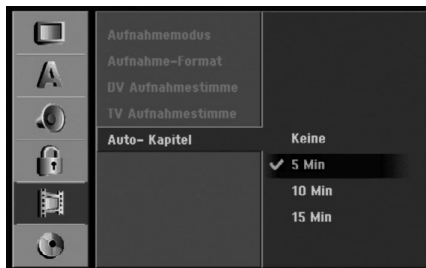 Aufnahmemodus
Aufnahme-Format
DV Aufnahmestimme
TV Aufnahmestimme
Auto- Kapitel
Keine
✓ 5 Min
10 Min
15 Min